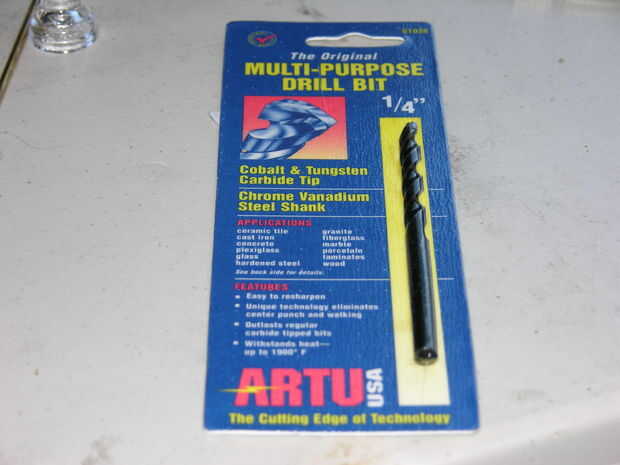 The Original
MULTI-PURPOSE
DRILL BIT
1/4"
Cobalt & Tungsten
Carbide Tip
Chrome Vanadium
Steel Shank
APPLICATIONS
ceramic tile granite
cast iron fiberglass
concrete marble
plexiglass porcelain
glass laminates
hardened steel wood
See back side for details.
FEATURES
• Easy to resharpen
• Unique technology eliminates
center punch and walking
• Outlasts regular
carbide tipped bits
• Withstands heat—
up to 1900° F
ARTU
USA
The Cutting Edge of Technology